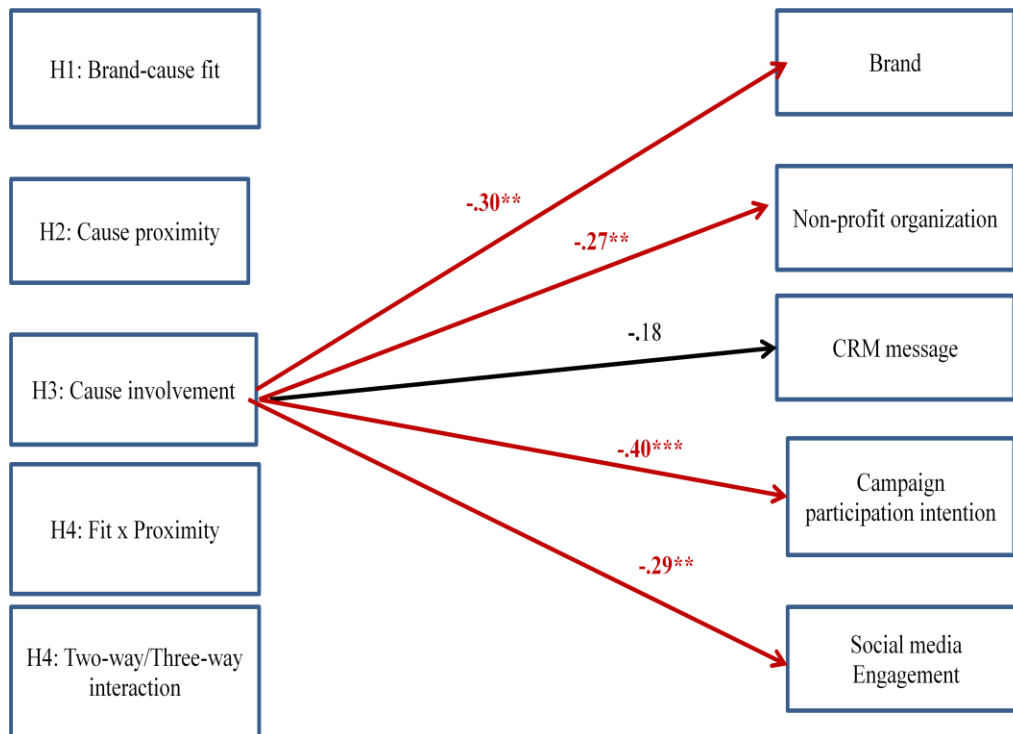 H1: Brand-cause fit
Brand
H2: Cause proximity
-.30**
Non-profit organization
-.27**
H3: Cause involvement
-.18
CRM message
-.40***
Campaign
participation intention
H4: Fit x Proximity
-.29**
H4: Two-way/Three-way
interaction
Social media
Engagement